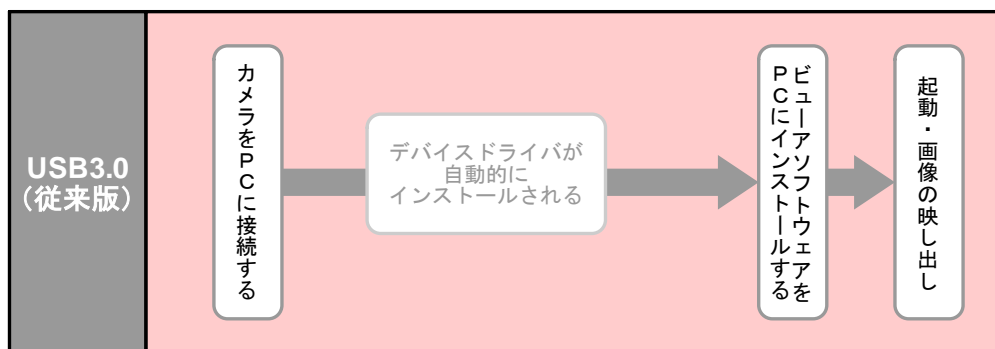 USB3.0
（従来版）
カメラをPCに接続する
デバイスドライバが
自動的に
インストールされる
ビューアソフトウェアを
PCにインストールする
起動・画像の映し出し